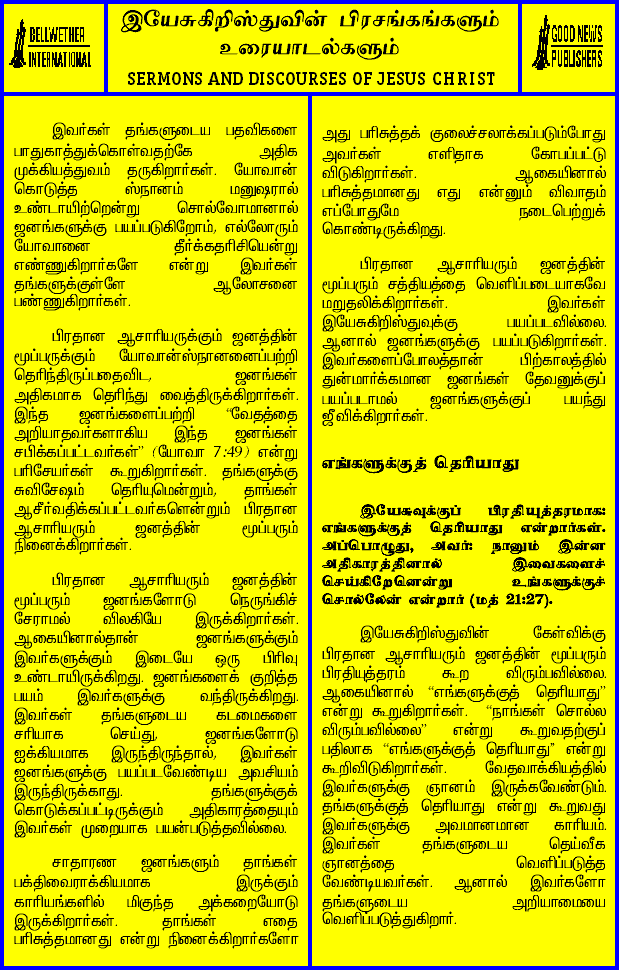 BELLWETHER
INTERNATIONAL
இயேசுகிறிஸ்துவின் பிரசங்கங்களும்
உரையாடல்களும்
SERMONS AND DISCOURSES OF JESUS CHRIST
GOOD NEWS
PUBLISHERS
இவர்கள் தங்களுடைய பதவிகளை
பாதுகாத்துக்கொள்வதற்கே அதிக
முக்கியத்துவம் தருகிறார்கள். யோவான்
கொடுத்த ஸ்நானம் மனுஷரால்
உண்டாயிற்றென்று சொல்வோமானால்
ஜனங்களுக்கு பயப்படுகிறோம், எல்லோரும்
யோவானை தீர்க்கதரிசியென்று
எண்ணுகிறார்களே என்று இவர்கள்
தங்களுக்குள்ளே ஆலோசனை
பண்ணுகிறார்கள்.
பிரதான ஆசாரியருக்கும் ஜனத்தின்
மூப்பருக்கும் யோவான்ஸ்நானனைப்பற்றி
தெரிந்திருப்பதைவிட, ஜனங்கள்
அதிகமாக தெரிந்து வைத்திருக்கிறார்கள்.
இந்த ஜனங்களைப்பற்றி “வேதத்தை
அறியாதவர்களாகிய இந்த ஜனங்கள்
சபிக்கப்பட்டவர்கள்” (யோவா 7:49) என்று
பரிசேயர்கள் கூறுகிறார்கள். தங்களுக்கு
சுவிசேஷம் தெரியுமென்றும், தாங்கள்
ஆசீர்வதிக்கப்பட்டவர்களென்றும் பிரதான
ஆசாரியரும் ஜனத்தின் மூப்பரும்
நினைக்கிறார்கள்.
பிரதான ஆசாரியரும் ஜனத்தின்
மூப்பரும் ஜனங்களோடு நெருங்கிச்
சேராமல் விலகியே இருக்கிறார்கள்.
ஆகையினால்தான் ஜனங்களுக்கும்
இவர்களுக்கும் இடையே ஒரு பிரிவு
உண்டாயிருக்கிறது. ஜனங்களைக் குறித்த
பயம் இவர்களுக்கு வந்திருக்கிறது.
இவர்கள் தங்களுடைய கடமைகளை
சரியாக செய்து, ஜனங்களோடு
ஐக்கியமாக இருந்திருந்தால், இவர்கள்
ஜனங்களுக்கு பயப்படவேண்டிய அவசியம்
இருந்திருக்காது. தங்களுக்குக்
கொடுக்கப்பட்டிருக்கும் அதிகாரத்தையும்
இவர்கள் முறையாக பயன்படுத்தவில்லை.
சாதாரண ஜனங்களும் தாங்கள்
பக்திவைராக்கியமாக இருக்கும்
காரியங்களில் மிகுந்த அக்கறையோடு
இருக்கிறார்கள். தாங்கள் எதை
பரிசுத்தமானது என்று நினைக்கிறார்களோ
அது பரிசுத்தக் குலைச்சலாக்கப்படும்போது
அவர்கள் எளிதாக கோபப்பட்டு
விடுகிறார்கள். ஆகையினால்
பரிசுத்தமானது எது என்னும் விவாதம்
எப்போதுமே நடைபெற்றுக்
கொண்டிருக்கிறது.
பிரதான ஆசாரியரும் ஜனத்தின்
மூப்பரும் சத்தியத்தை வெளிப்படையாகவே
மறுதலிக்கிறார்கள். இவர்கள்
இயேசுகிறிஸ்துவுக்கு பயப்படவில்லை.
ஆனால் ஜனங்களுக்கு பயப்படுகிறார்கள்.
இவர்களைப்போலத்தான் பிற்காலத்தில்
துன்மார்க்கமான ஜனங்கள் தேவனுக்குப்
பயப்படாமல் ஜனங்களுக்குப் பயந்து
ஜீவிக்கிறார்கள்.
எங்களுக்குத் தெரியாது
இயேசுவுக்குப் பிரதியுத்தரமாக:
எங்களுக்குத் தெரியாது என்றார்கள்.
அப்பொழுது, அவர்: நானும் இன்ன
அதிகாரத்தினால் இவைகளைச்
செய்கிறேனென்று உங்களுக்குச்
சொல்லேன் என்றார் (மத் 21:27).
இயேசுகிறிஸ்துவின் கேள்விக்கு
பிரதான ஆசாரியரும் ஜனத்தின் மூப்பரும்
பிரதியுத்தரம் கூற விரும்பவில்லை.
ஆகையினால் “எங்களுக்குத் தெரியாது”
என்று கூறுகிறார்கள். “நாங்கள் சொல்ல
விரும்பவில்லை” என்று கூறுவதற்குப்
பதிலாக “எங்களுக்குத் தெரியாது” என்று
கூறிவிடுகிறார்கள். வேதவாக்கியத்தில்
இவர்களுக்கு ஞானம் இருக்கவேண்டும்.
தங்களுக்குத் தெரியாது என்று கூறுவது
இவர்களுக்கு அவமானமான காரியம்.
இவர்கள் தங்களுடைய தெய்வீக
ஞானத்தை வெளிப்படுத்த
வேண்டியவர்கள். ஆனால் இவர்களோ
தங்களுடைய அறியாமையை
வெளிப்படுத்துகிறார்.